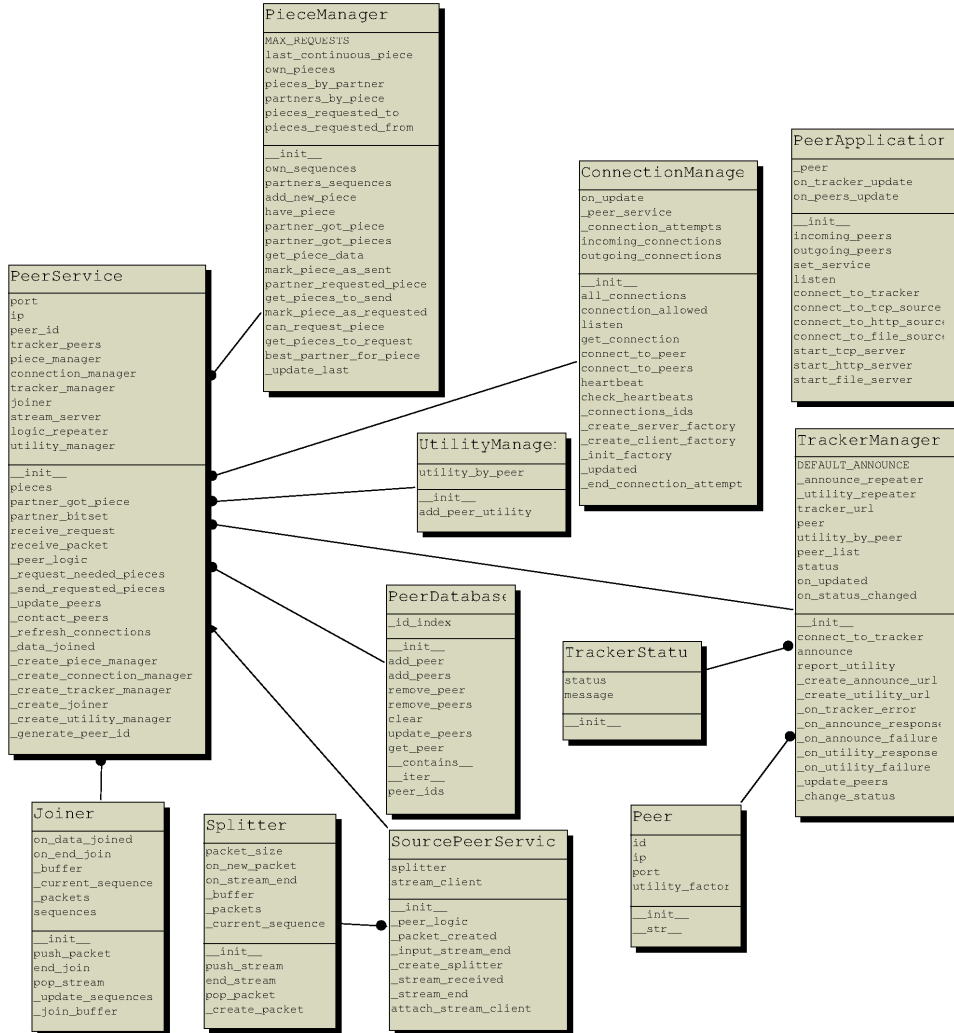 PieceManager
MAX_REQUESTS
last_continuous_piece
own_pieces
pieces_by_partner
partners_by_piece
pieces_requested_to
pieces_requested_from
__init__
own_sequences
partners_sequences
add_new_piece
have_piece
partner_got_piece
partner_got_pieces
get_piece_data
mark_piece_as_sent
partner_requested_piece
get_pieces_to_send
mark_piece_as_requested
can_request_piece
get_pieces_to_request
best_partner_for_piece
_update_last
PeerApplication
_peer
on_tracker_update
on_peers_update
__init__
incoming_peers
outgoing_peers
set_service
listen
connect_to_tracker
connect_to_tcp_source
connect_to_http_source
connect_to_file_source
start_tcp_server
start_http_server
start_file_server
ConnectionManage
on_update
_peer_service
_connection_attempts
incoming_connections
outgoing_connections
__init__
all_connections
connection_allowed
listen
get_connection
connect_to_peer
connect_to_peers
heartbeat
check_heartbeats
_connections_ids
_create_server_factory
_create_client_factory
_init_factory
_updated
_end_connection_attempt
PeerService
port
ip
peer_id
tracker_peers
piece_manager
connection_manager
tracker_manager
joiner
stream_server
logic_repeater
utility_manager
__init__
pieces
partner_got_piece
partner_bitset
receive_request
receive_packet
_peer_logic
_request_needed_pieces
_send_requested_pieces
_update_peers
_contact_peers
_refresh_connections
_data_joined
_create_piece_manager
_create_connection_manager
_create_tracker_manager
_create_joiner
_create_utility_manager
_generate_peer_id
UtilityManage
utility_by_peer
__init__
add_peer_utility
TrackerManager
DEFAULT_ANNOUNCE
_announce_repeater
_utility_repeater
tracker_url
peer
utility_by_peer
peer_list
status
on_updated
on_status_changed
__init__
connect_to_tracker
announce
report_utility
_create_announce_url
_create_utility_url
_on_tracker_error
_on_announce_response
_on_announce_failure
_on_utility_response
_on_utility_failure
_update_peers
_change_status
PeerDatabase
_id_index
__init__
add_peer
add_peers
remove_peer
remove_peers
clear
update_peers
get_peer
__contains__
__iter__
peer_ids
TrackerStatu
status
message
__init__
Joiner
on_data_joined
on_end_join
_buffer
_current_sequence
_packets
sequences
__init__
push_packet
end_join
pop_stream
_update_sequences
_join_buffer
Splitter
packet_size
on_new_packet
on_stream_end
_buffer
_packets
_current_sequence
__init__
push_stream
end_stream
pop_packet
_create_packet
SourcePeerServic
splitter
stream_client
__init__
_peer_logic
_packet_created
_input_stream_end
_create_splitter
_stream_received
_stream_end
attach_stream_client
Peer
id
ip
port
utility_factor
__init__
__str__